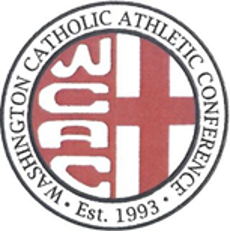 WASHINGTON CATHOLIC ATHLETIC CONFERENCE
WCAC
• Est. 1993 •